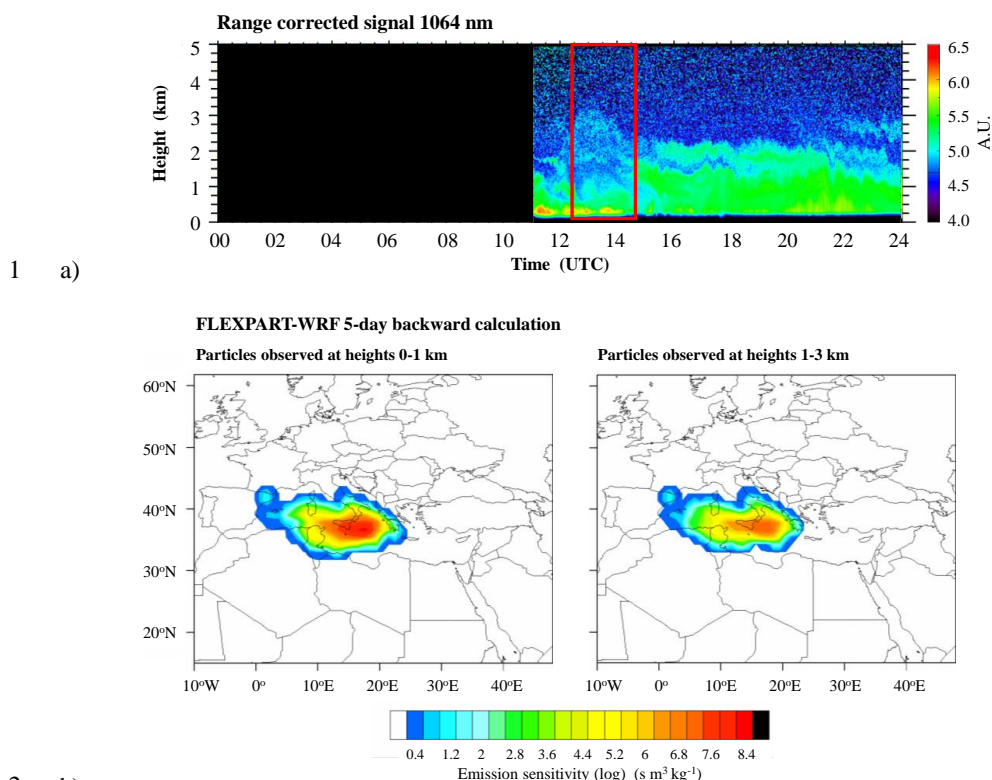 Range corrected signal 1064 nm
5
4
3
2
1
0
Height (km)
00 02 04 06 08 10 12 14 16 18 20 22 24
Time (UTC)
6.5
6.0
5.5
5.0
4.5
4.0
A.U.
1 a)
FLEXPART-WRF 5-day backward calculation
Particles observed at heights 0-1 km
Particles observed at heights 1-3 km
60°N
50°N
40°N
30°N
20°N
10°W 0° 10°E 20°E 30°E 40°E
10°W 0° 10°E 20°E 30°E 40°E
0.4 1.2 2 2.8 3.6 4.4 5.2 6 6.8 7.6 8.4
Emission sensitivity (log) (s m³ kg⁻¹)